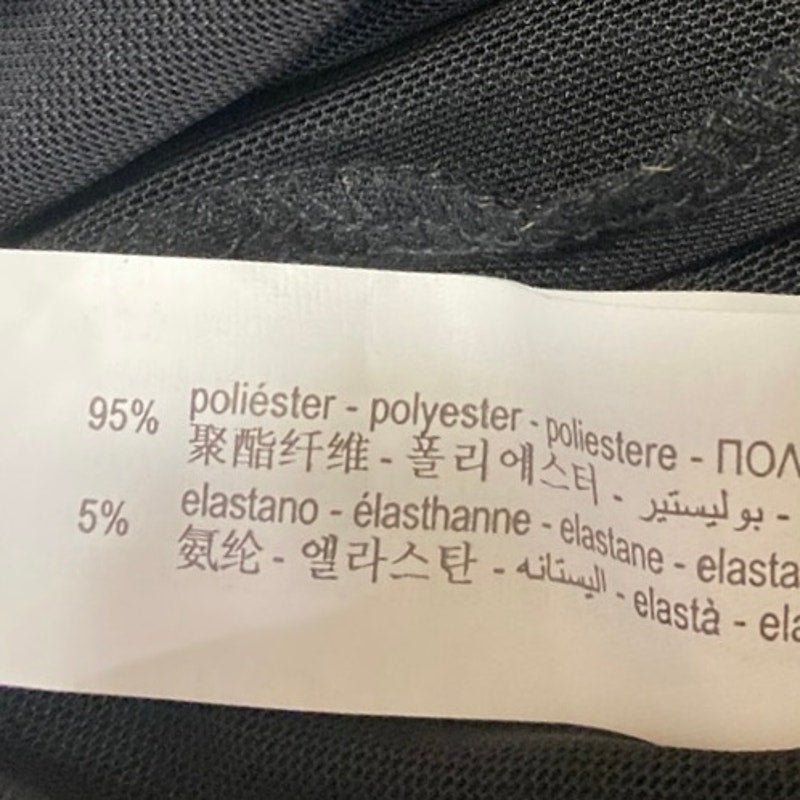 95% poliéster - polyester - poliestere - ПОЛ
聚酯纤维 - 폴리에스터 - بوليستير -
5% elastano - élasthanne - elastane - elasta
氨纶 - 엘라스탄 - اليستانه - elastà - ela